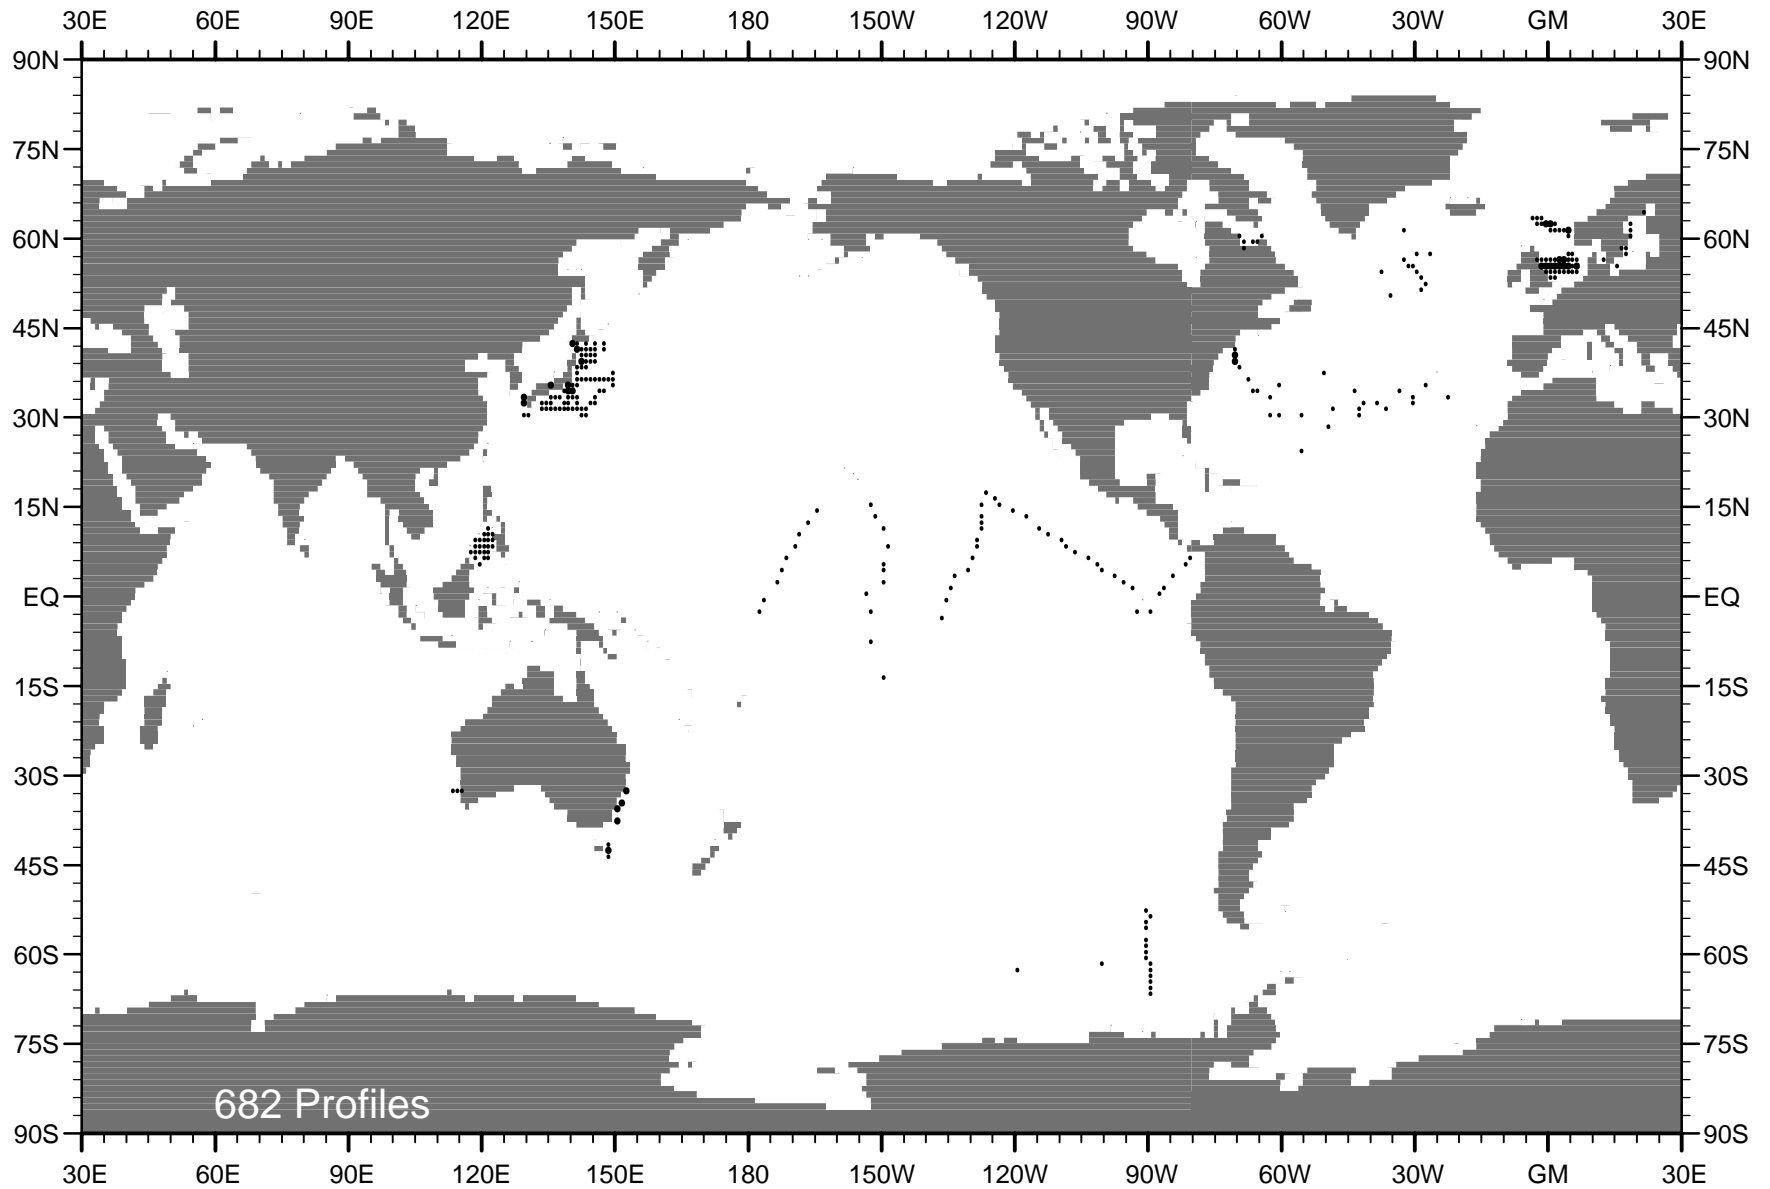 30E 60E 90E 120E 150E 180 150W 120W 90W 60W 30W GM 30E
90N 90N
75N 75N
60N 60N
45N 45N
30N 30N
15N 15N
EQ EQ
15S 15S
30S 30S
45S 45S
60S 60S
75S 75S
682 Profiles
90S 90S
30E 60E 90E 120E 150E 180 150W 120W 90W 60W 30W GM 30E